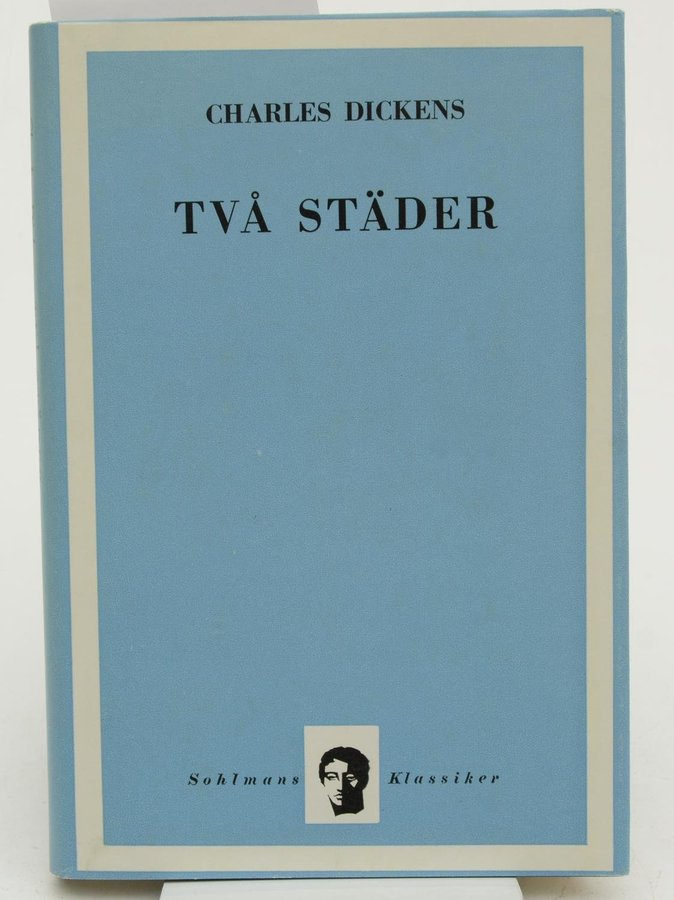 CHARLES DICKENS
TVÅ STÄDER
Sohlmans Klassiker